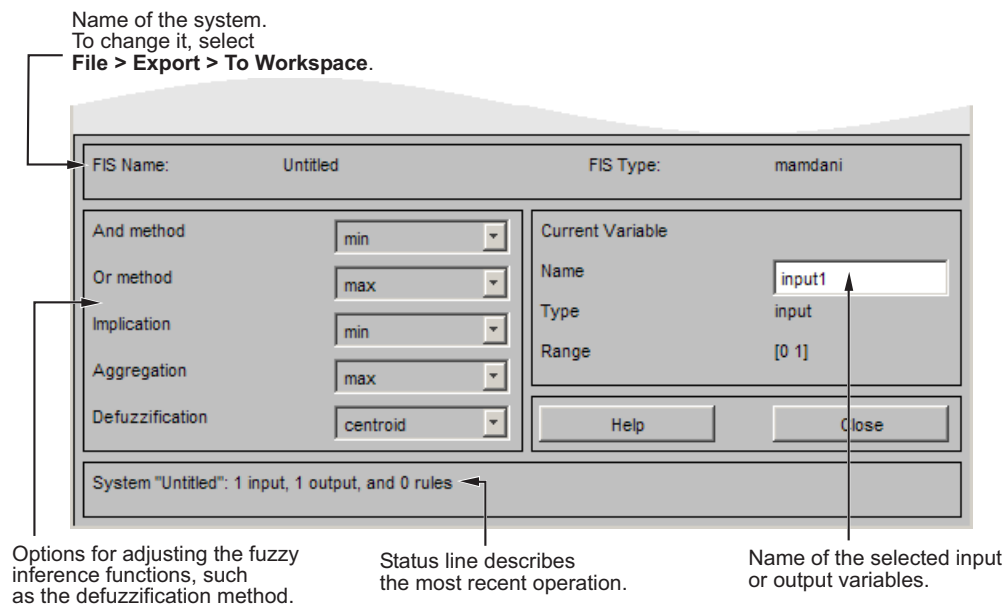 Name of the system.
To change it, select
File > Export > To Workspace.
FIS Name: Untitled FIS Type: mamdani
And method min
Or method max
Implication min
Aggregation max
Defuzzification centroid
Current Variable
Name input1
Type input
Range [0 1]
Help Close
System "Untitled": 1 input, 1 output, and 0 rules
Options for adjusting the fuzzy
inference functions, such
as the defuzzification method.
Status line describes
the most recent operation.
Name of the selected input
or output variables.